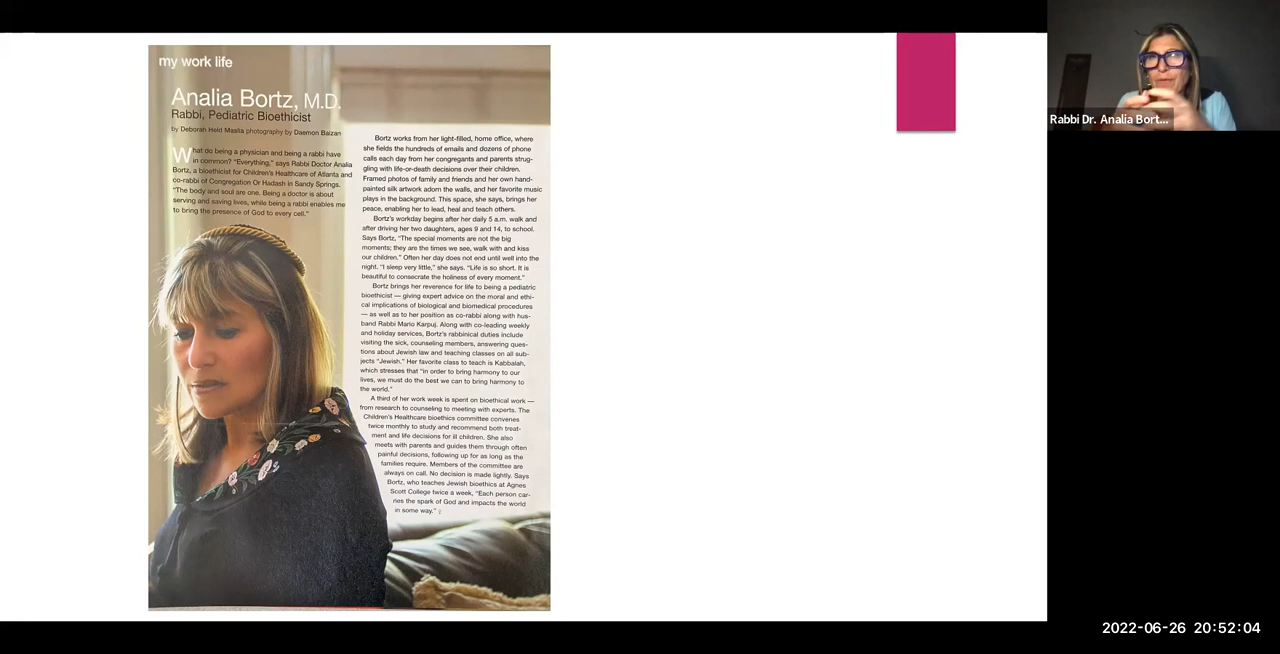 my work life
Analia Bortz, M.D.
Rabbi, Pediatric Bioethicist
by Deborah Heid Maslia photography by Daemon Baizan
What do being a physician and being a rabbi have
in common? “Everything,” says Rabbi Doctor Analia
Bortz, a bioethicist for Children's Healthcare of Atlanta and
co-rabbi of Congregation Or Hadash in Sandy Springs.
“The body and soul are one. Being a doctor is about
serving and saving lives, while being a rabbi enables me
to bring the presence of God to every cell.”
Bortz works from her light-filled, home office, where
she fields the hundreds of emails and dozens of phone
calls each day from her congregants and parents strug-
gling with life-or-death decisions over their children.
Framed photos of family and friends and her own hand-
painted silk artwork adorn the walls, and her favorite music
plays in the background. This space, she says, brings her
peace, enabling her to lead, heal and teach others.
Bortz's workday begins after her daily 5 a.m. walk and
after driving her two daughters, ages 9 and 14, to school.
Says Bortz, “The special moments are not the big
moments; they are the times we see, walk with and kiss
our children.” Often her day does not end until well into the
night. “I sleep very little,” she says. “Life is so short. It is
beautiful to consecrate the holiness of every moment.”
Bortz brings her reverence for life to being a pediatric
bioethicist — giving expert advice on the moral and ethi-
cal implications of biological and biomedical procedures
— as well as to her position as co-rabbi along with hus-
band Rabbi Mario Karpuj. Along with co-leading weekly
and holiday services, Bortz's rabbinical duties include
visiting the sick, counseling members, answering ques-
tions about Jewish law and teaching classes on all sub-
jects “Jewish.” Her favorite class to teach is Kabbalah,
which stresses that “in order to bring harmony to our
lives, we must do the best we can to bring harmony to
the world.”
A third of her work week is spent on bioethical work —
from research to counseling to meeting with experts. The
Children's Healthcare bioethics committee convenes
twice monthly to study and recommend both treat-
ment and life decisions for ill children. She also
meets with parents and guides them through often
painful decisions, following up for as long as the
families require. Members of the committee are
always on call. No decision is made lightly. Says
Bortz, who teaches Jewish bioethics at Agnes
Scott College twice a week, “Each person car-
ries the spark of God and impacts the world
in some way.”
Rabbi Dr. Analia Bort...
2022-06-26 20:52:04